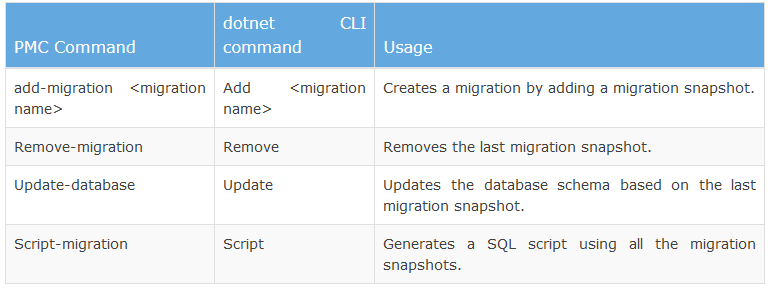 PMC Command
dotnet CLI
command
Usage
add-migration <migration
name>
Add <migration
name>
Creates a migration by adding a migration snapshot.
Remove-migration
Remove
Removes the last migration snapshot.
Update-database
Update
Updates the database schema based on the last
migration snapshot.
Script-migration
Script
Generates a SQL script using all the migration
snapshots.